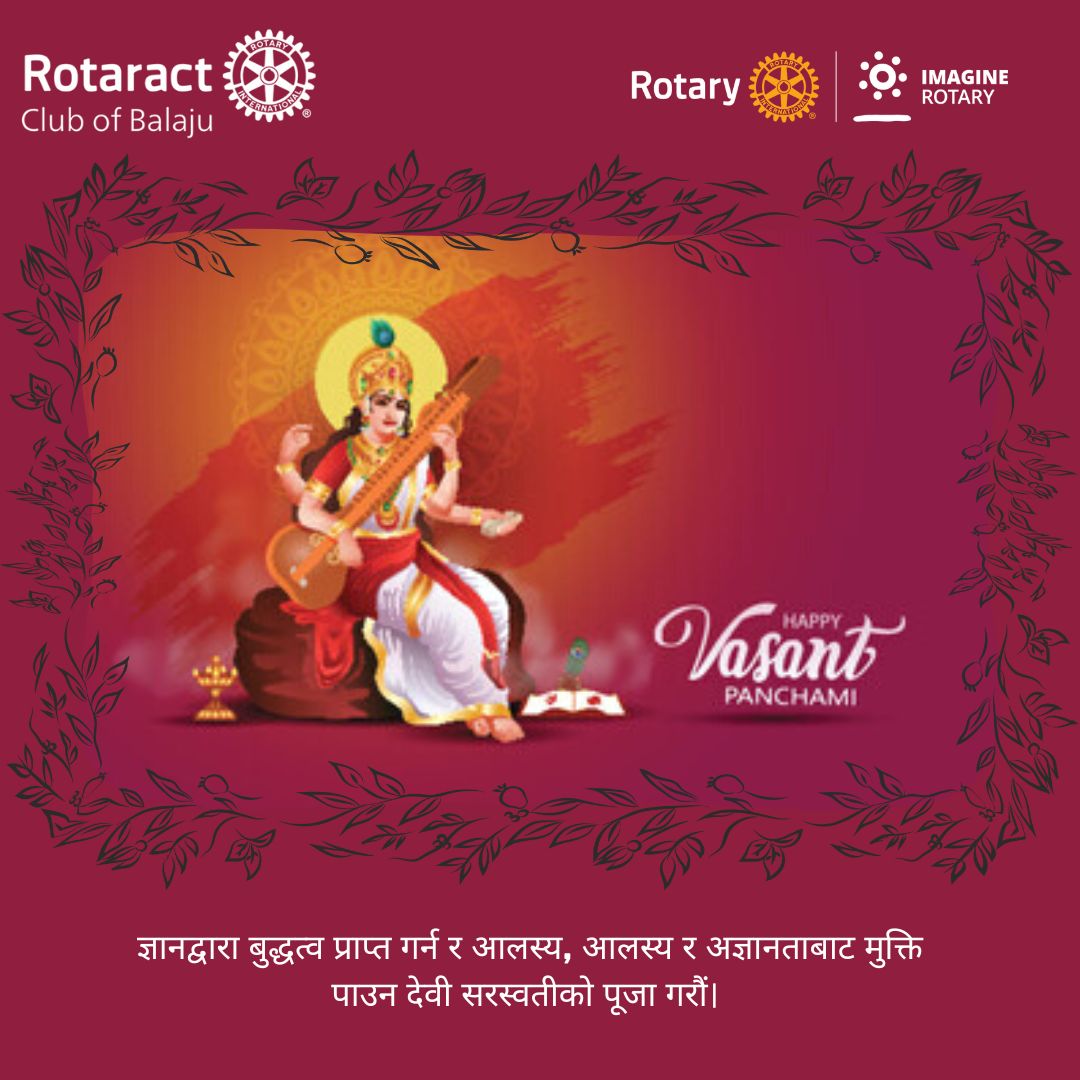 Rotaract
Club of Balaju
ROTARY
INTERNATIONAL
Rotary
ROTARY
INTERNATIONAL
IMAGINE
ROTARY
HAPPY
Vasant
PANCHAMI
ज्ञानद्वारा बुद्धत्व प्राप्त गर्न र आलस्य, आलस्य र अज्ञानताबाट मुक्ति
पाउन देवी सरस्वतीको पूजा गरौं।